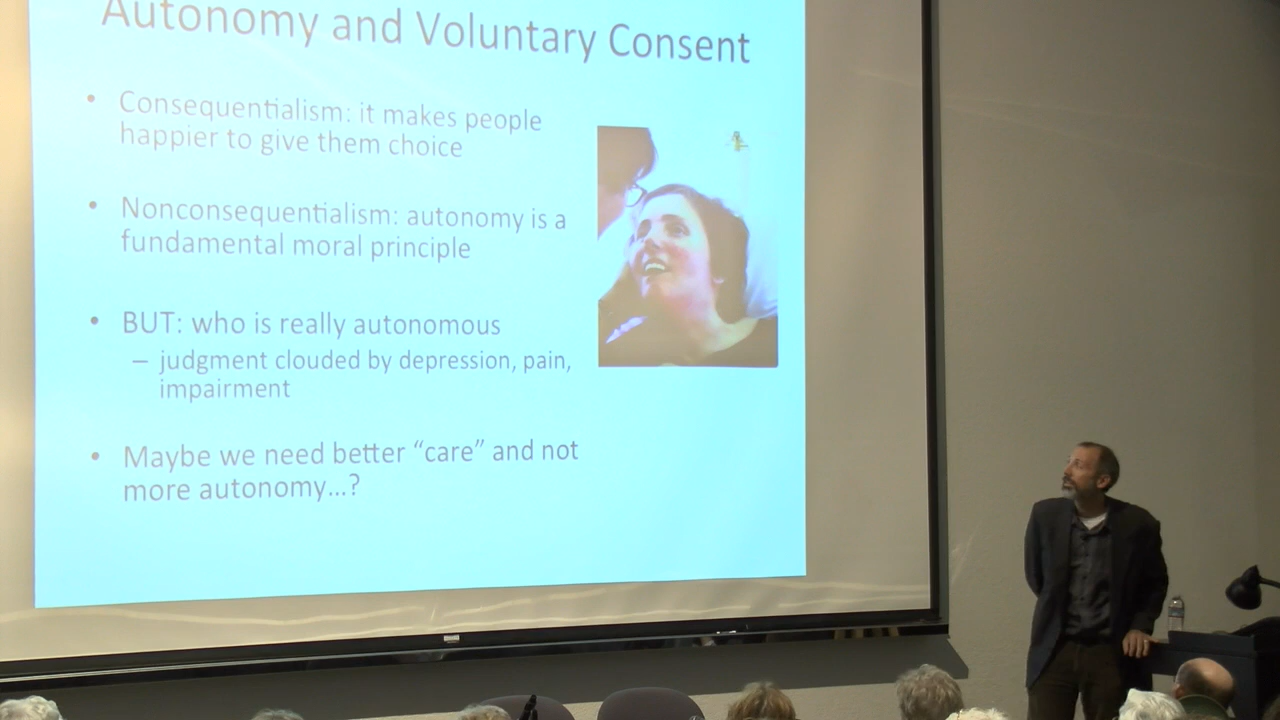 Autonomy and Voluntary Consent
• Consequentialism: it makes people
happier to give them choice
• Nonconsequentialism: autonomy is a
fundamental moral principle
• BUT: who is really autonomous
– judgment clouded by depression, pain,
impairment
• Maybe we need better “care” and not
more autonomy...?